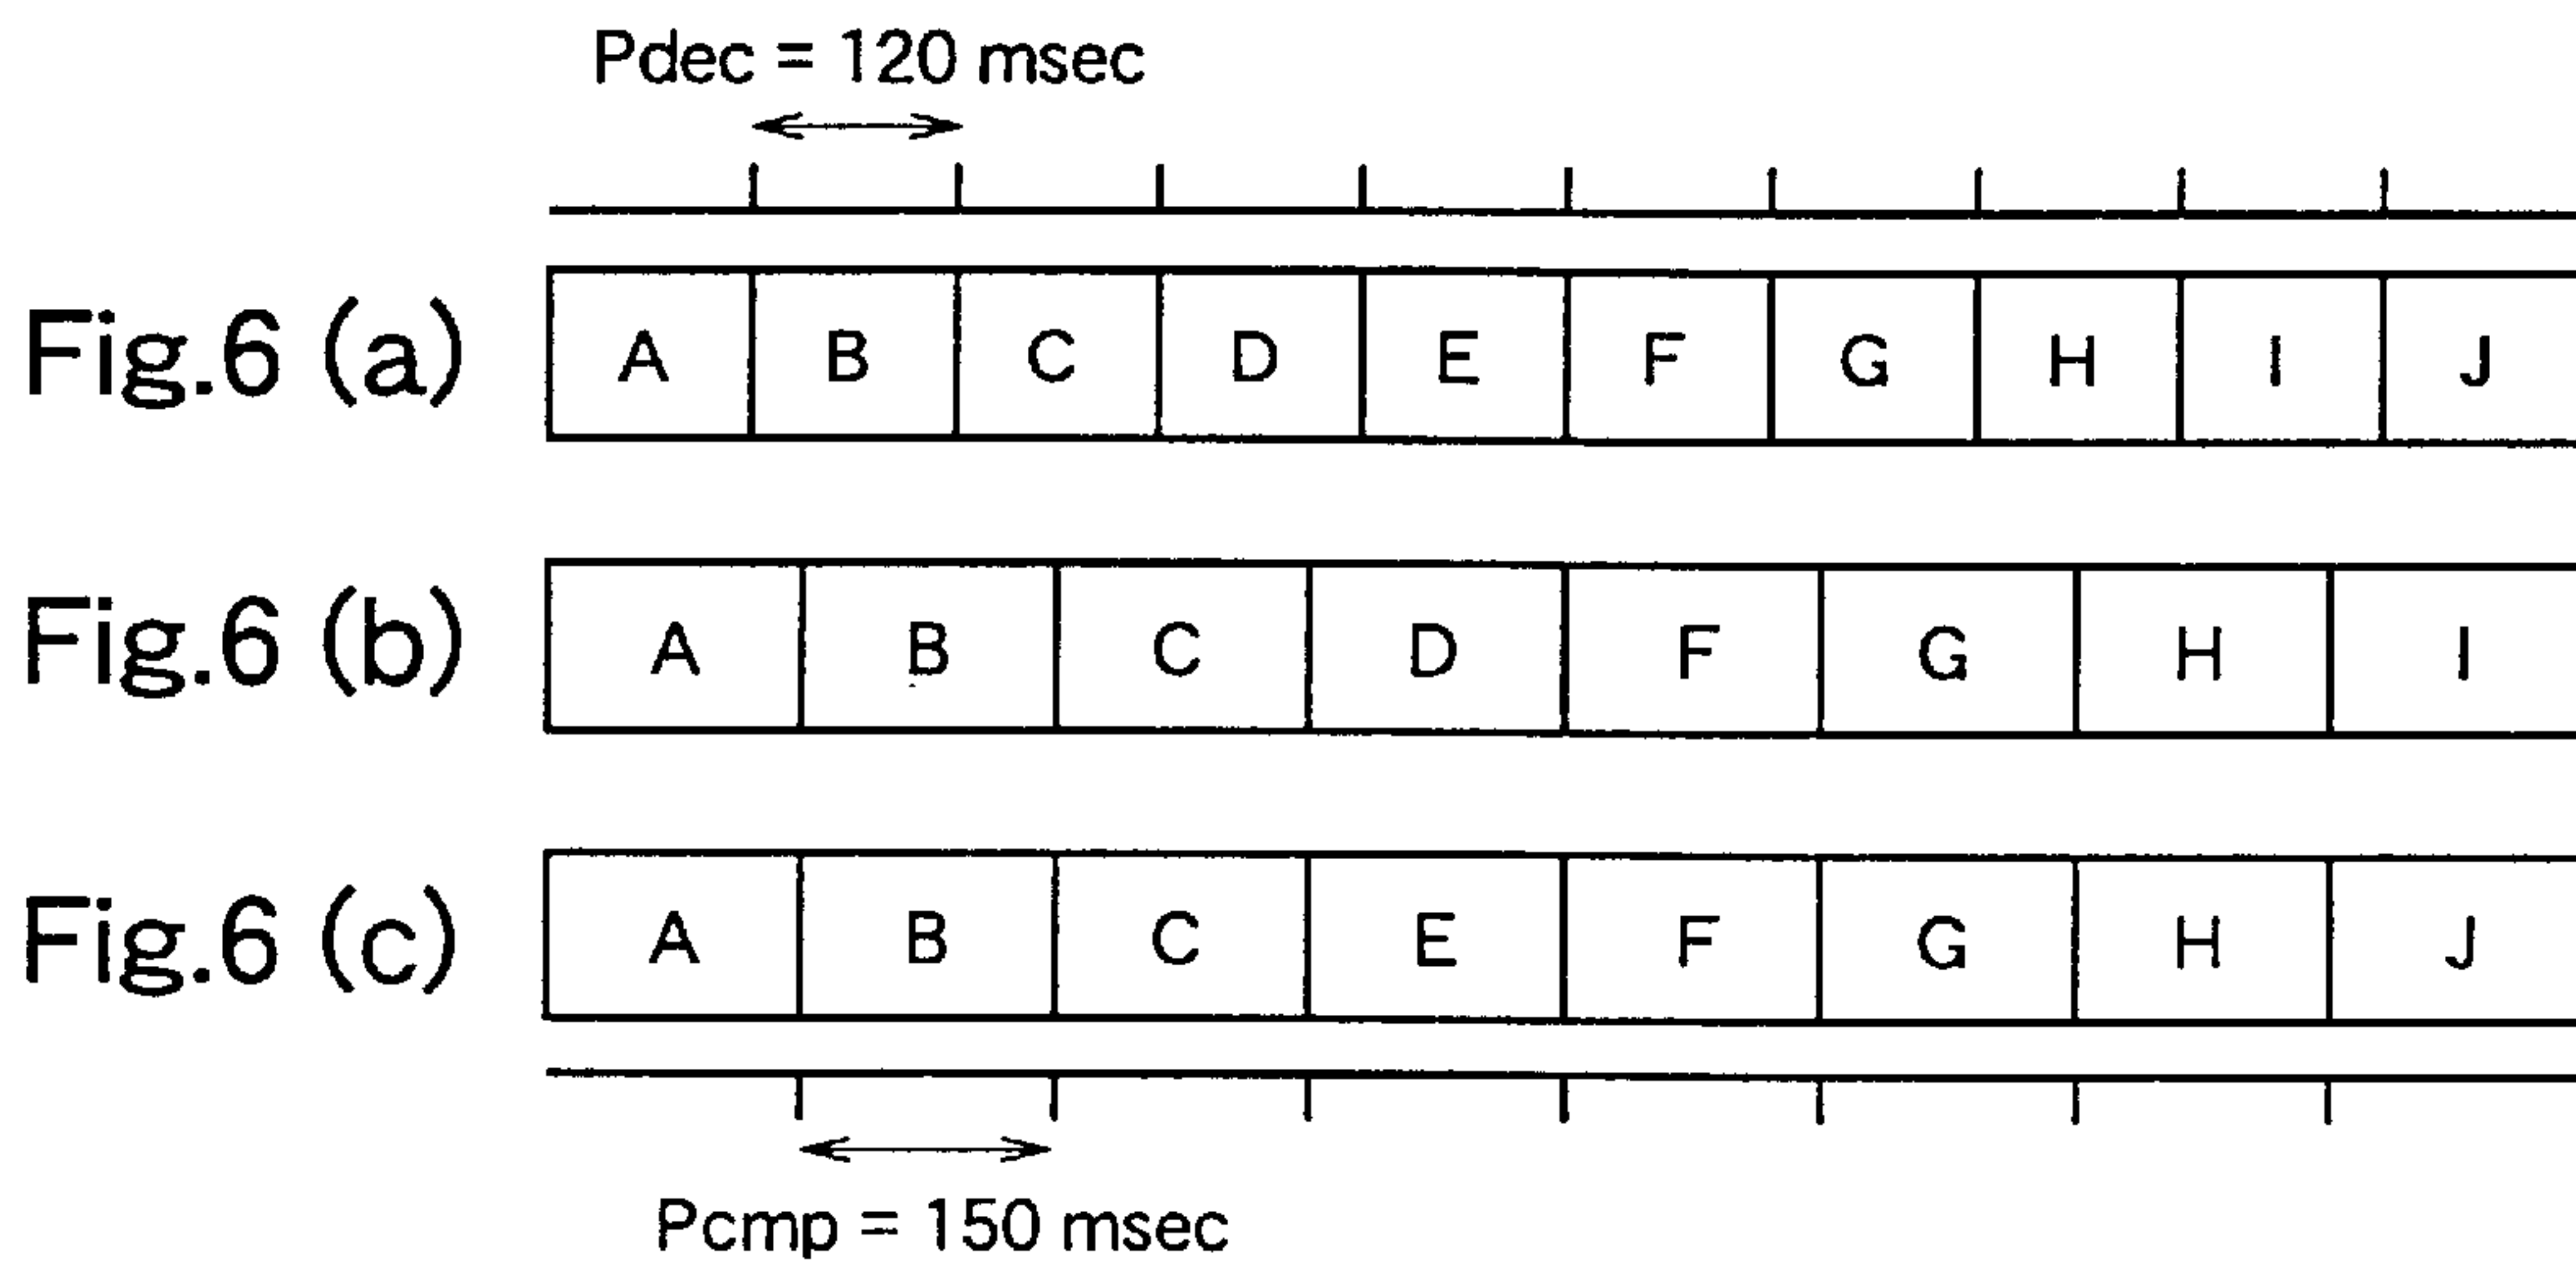 Pdec = 120 msec
Fig.6 (a) A B C D E F G H I J
Fig.6 (b) A B C D F G H I
Fig.6 (c) A B C E F G H J
Pcmp = 150 msec